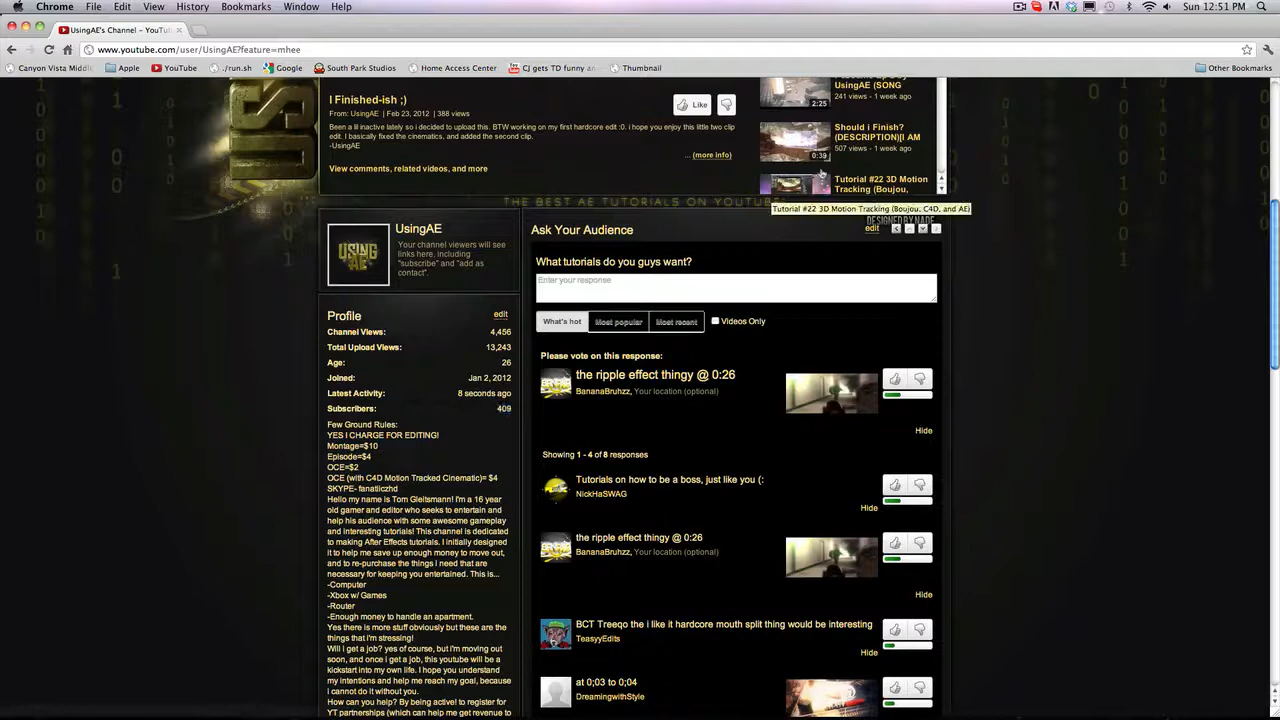 Chrome File Edit View History Bookmarks Window Help Sun 12:51 PM
UsingAE's Channel - YouTu
www.youtube.com/user/UsingAE?feature=mhee
Canyon Vista Middle Apple YouTube ./run.sh Google South Park Studios Home Access Center CJ gets TD funny an Thumbnail Other Bookmarks
USING
I Finished-ish ;)
Like
From: UsingAE | Feb 23, 2012 | 388 views
Been a lil inactive lately so i decided to upload this. BTW working on my first hardcore edit :0. i hope you enjoy this little two clip
edit. I basically fixed the cinematics, and added the second clip.
-UsingAE
... (more info)
View comments, related videos, and more
UsingAE (SONG
241 views - 1 week ago
2:25
Should i Finish?
(DESCRIPTION)[I AM
507 views - 1 week ago
0:39
Tutorial #22 3D Motion
Tracking (Boujou,
THE BEST AE TUTORIALS ON YOUTUBE
Tutorial #22 3D Motion Tracking (Boujou, C4D, and AE)
DESIGNED BY NADE
USING
AE
UsingAE
Your channel viewers will see
links here, including
"subscribe" and "add as
contact".
Profile edit
Channel Views: 4,456
Total Upload Views: 13,243
Age: 26
Joined: Jan 2, 2012
Latest Activity: 8 seconds ago
Subscribers: 409
Few Ground Rules:
YES I CHARGE FOR EDITING!
Montage=$10
Episode=$4
OCE=$2
OCE (with C4D Motion Tracked Cinematic)= $4
SKYPE- fanaticzhd
Hello my name is Tom Gleitsmann! I'm a 16 year
old gamer and editor who seeks to entertain and
help his audience with some awesome gameplay
and interesting tutorials! This channel is dedicated
to making After Effects tutorials. I initially designed
it to help me save up enough money to move out,
and to re-purchase the things I need that are
necessary for keeping you entertained. This is...
-Computer
-Xbox w/ Games
-Router
-Enough money to handle an apartment.
Yes there is more stuff obviously but these are the
things that i'm stressing!
Will I get a job? yes of course, but i'm moving out
soon, and once i get a job, this youtube will be a
kickstart into my own life. I hope you understand
my intentions and help me reach my goal, because
I cannot do it without you.
How can you help? By being active! to register for
YT partnerships (which can help me get revenue to
Ask Your Audience edit
What tutorials do you guys want?
Enter your response
What's hot Most popular Most recent Videos Only
Please vote on this response:
the ripple effect thingy @ 0:26
BananaBruhzz, Your location (optional)
Hide
Showing 1 - 4 of 8 responses
Tutorials on how to be a boss, just like you (:
NickHaSWAG
Hide
the ripple effect thingy @ 0:26
BananaBruhzz, Your location (optional)
Hide
BCT Treeqo the i like it hardcore mouth split thing would be interesting
TeasyyEdits
Hide
at 0;03 to 0;04
DreamingwithStyle